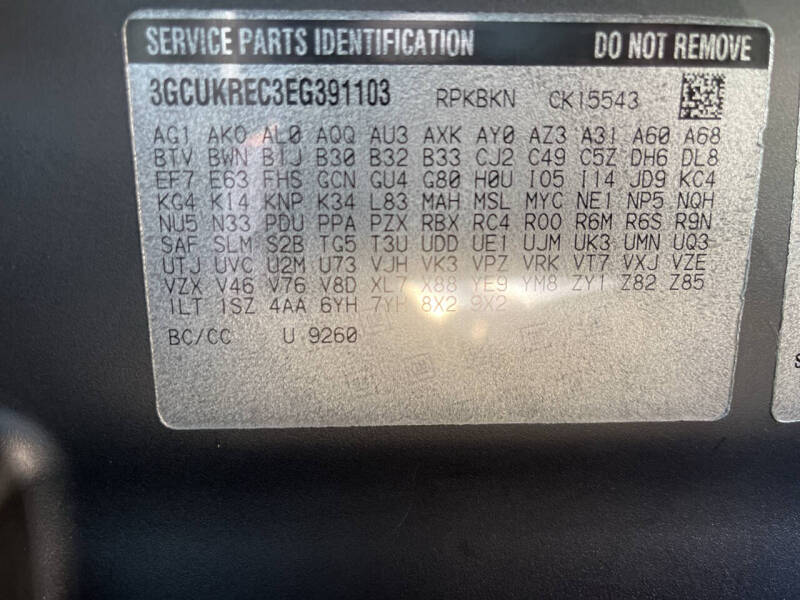 SERVICE PARTS IDENTIFICATION DO NOT REMOVE
3GCUKREC3EG391103 RPKBKN CK15543
AG1 AKO AL0 AQQ AU3 AXK AY0 AZ3 A31 A60 A68
BTV BWN B1J B30 B32 B33 CJ2 C49 C5Z DH6 DL8
EF7 E63 FHS GCN GU4 G80 H0U IO5 I14 JD9 KC4
KG4 K14 KNP K34 L83 MAH MSL MYC NE1 NP5 NQH
NU5 N33 PDU PPA PZX RBX RC4 R00 R6M R6S R9N
SAF SLM S2B TG5 T3U UDD UE1 UJM UK3 UMN UQ3
UTJ UVC U2M U73 VJH VK3 VPZ VRK VT7 VXJ VZE
VZX V46 V76 V8D XL7 X88 YE9 YM8 ZY1 Z82 Z85
1LT 1SZ 4AA 6YH 7YH 8X2 9X2
BC/CC U 9260